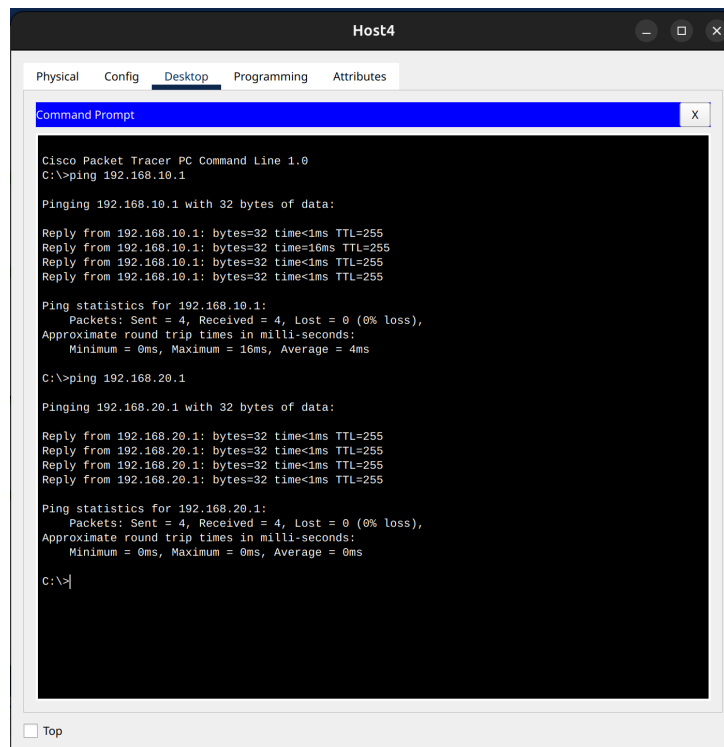 Host4
Physical Config Desktop Programming Attributes
Command Prompt X
Cisco Packet Tracer PC Command Line 1.0
C:\>ping 192.168.10.1
Pinging 192.168.10.1 with 32 bytes of data:
Reply from 192.168.10.1: bytes=32 time<1ms TTL=255
Reply from 192.168.10.1: bytes=32 time=16ms TTL=255
Reply from 192.168.10.1: bytes=32 time<1ms TTL=255
Reply from 192.168.10.1: bytes=32 time<1ms TTL=255
Ping statistics for 192.168.10.1:
    Packets: Sent = 4, Received = 4, Lost = 0 (0% loss),
Approximate round trip times in milli-seconds:
    Minimum = 0ms, Maximum = 16ms, Average = 4ms
C:\>ping 192.168.20.1
Pinging 192.168.20.1 with 32 bytes of data:
Reply from 192.168.20.1: bytes=32 time<1ms TTL=255
Reply from 192.168.20.1: bytes=32 time<1ms TTL=255
Reply from 192.168.20.1: bytes=32 time<1ms TTL=255
Reply from 192.168.20.1: bytes=32 time<1ms TTL=255
Ping statistics for 192.168.20.1:
    Packets: Sent = 4, Received = 4, Lost = 0 (0% loss),
Approximate round trip times in milli-seconds:
    Minimum = 0ms, Maximum = 0ms, Average = 0ms
C:\>
Top